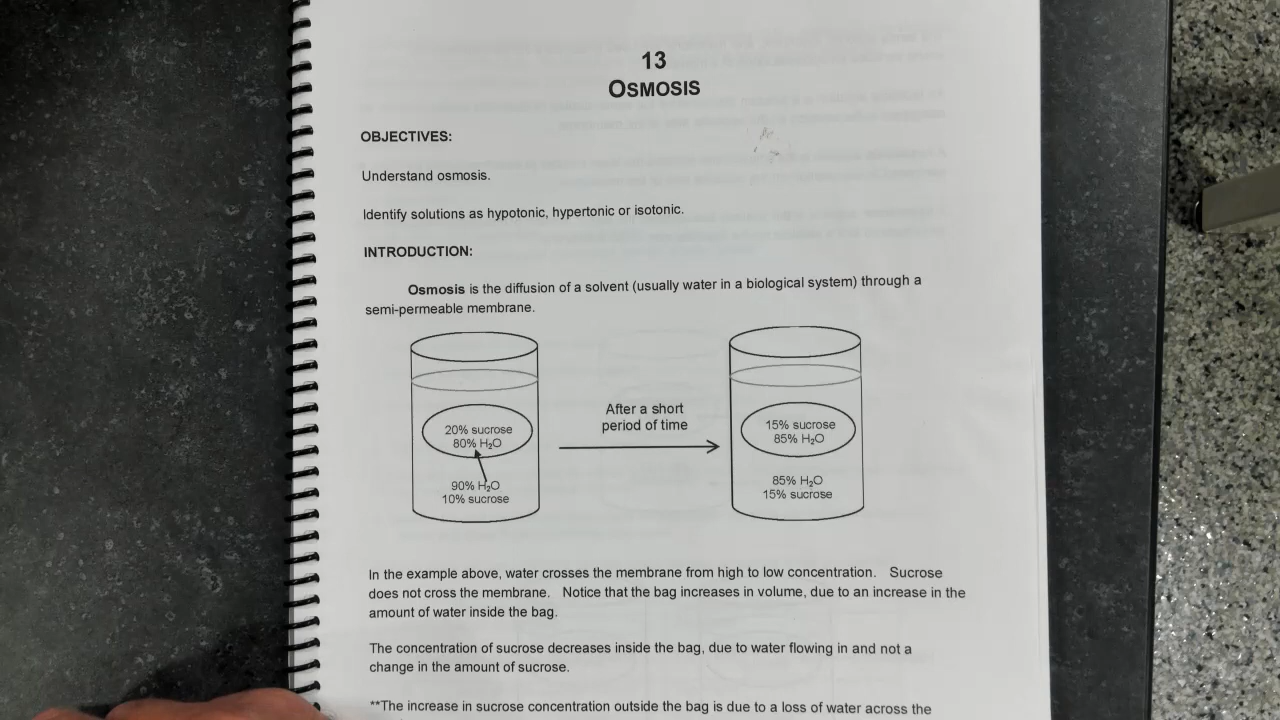 13
OSMOSIS
OBJECTIVES:
Understand osmosis.
Identify solutions as hypotonic, hypertonic or isotonic.
INTRODUCTION:
Osmosis is the diffusion of a solvent (usually water in a biological system) through a
semi-permeable membrane.
20% sucrose
80% H₂O
90% H₂O
10% sucrose
After a short
period of time
15% sucrose
85% H₂O
85% H₂O
15% sucrose
In the example above, water crosses the membrane from high to low concentration. Sucrose
does not cross the membrane. Notice that the bag increases in volume, due to an increase in the
amount of water inside the bag.
The concentration of sucrose decreases inside the bag, due to water flowing in and not a
change in the amount of sucrose.
**The increase in sucrose concentration outside the bag is due to a loss of water across the